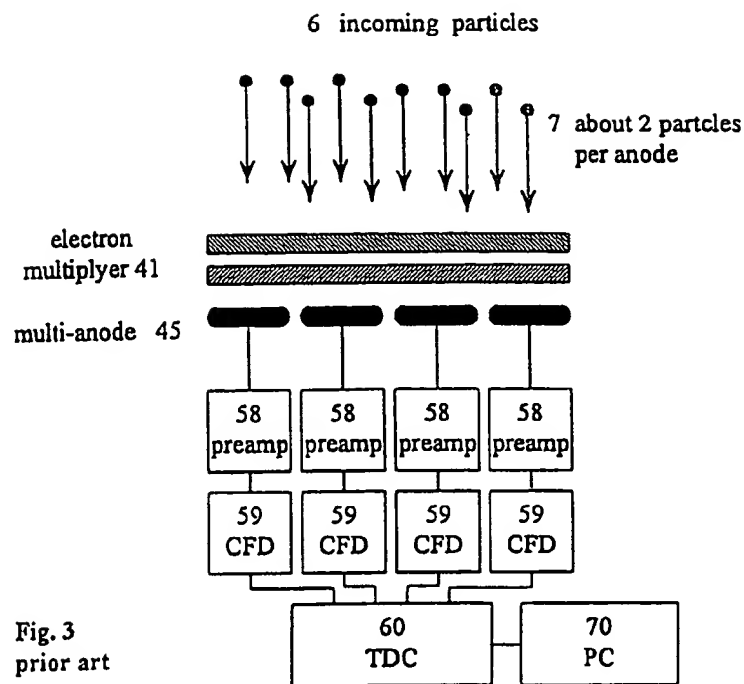 6 incoming particles
7 about 2 partcles
per anode
electron
multiplyer 41
multi-anode 45
58
preamp
58
preamp
58
preamp
58
preamp
59
CFD
59
CFD
59
CFD
59
CFD
60
TDC
70
PC
Fig. 3
prior art